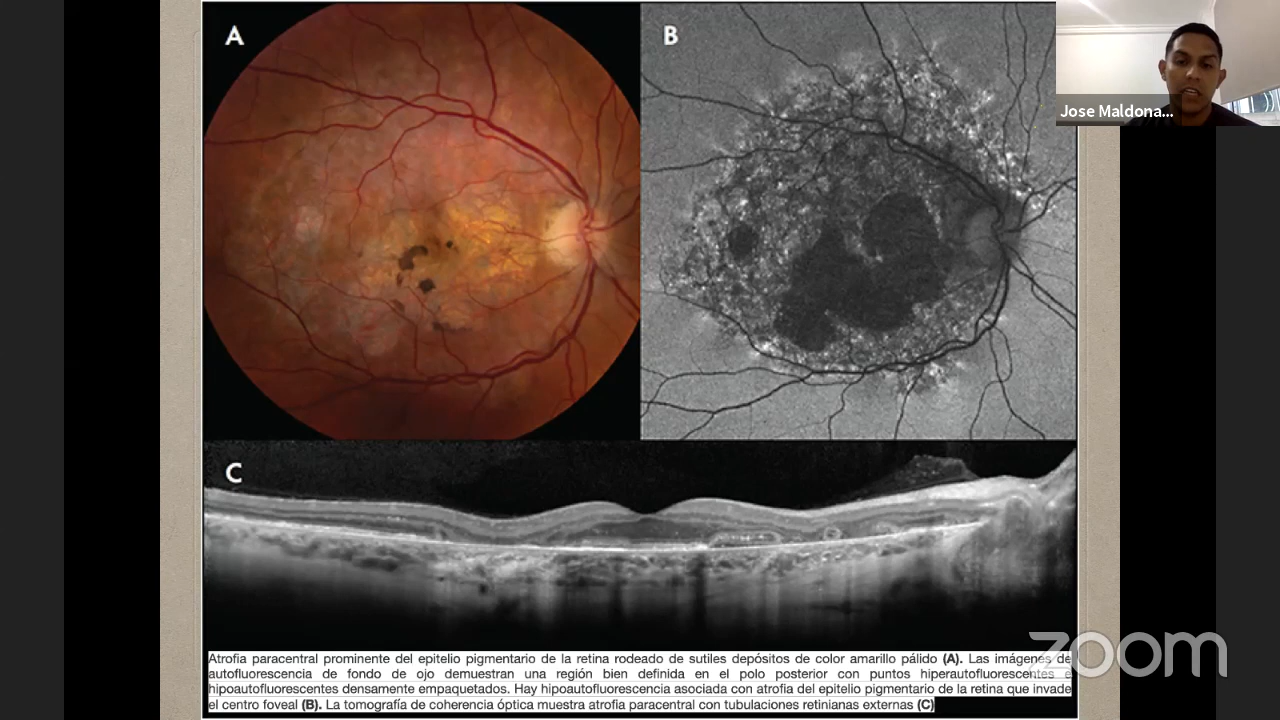 A
B
Jose Maldona...
C
zoom
Atrofia paracentral prominente del epitelio pigmentario de la retina rodeado de sutiles depósitos de color amarillo pálido (A). Las imágenes de
autofluorescencia de fondo de ojo demuestran una región bien definida en el polo posterior con puntos hiperautofluorescentes e
hipoautofluorescentes densamente empaquetados. Hay hipoautofluorescencia asociada con atrofia del epitelio pigmentario de la retina que invade
el centro foveal (B). La tomografía de coherencia óptica muestra atrofia paracentral con tubulaciones retinianas externas (C)